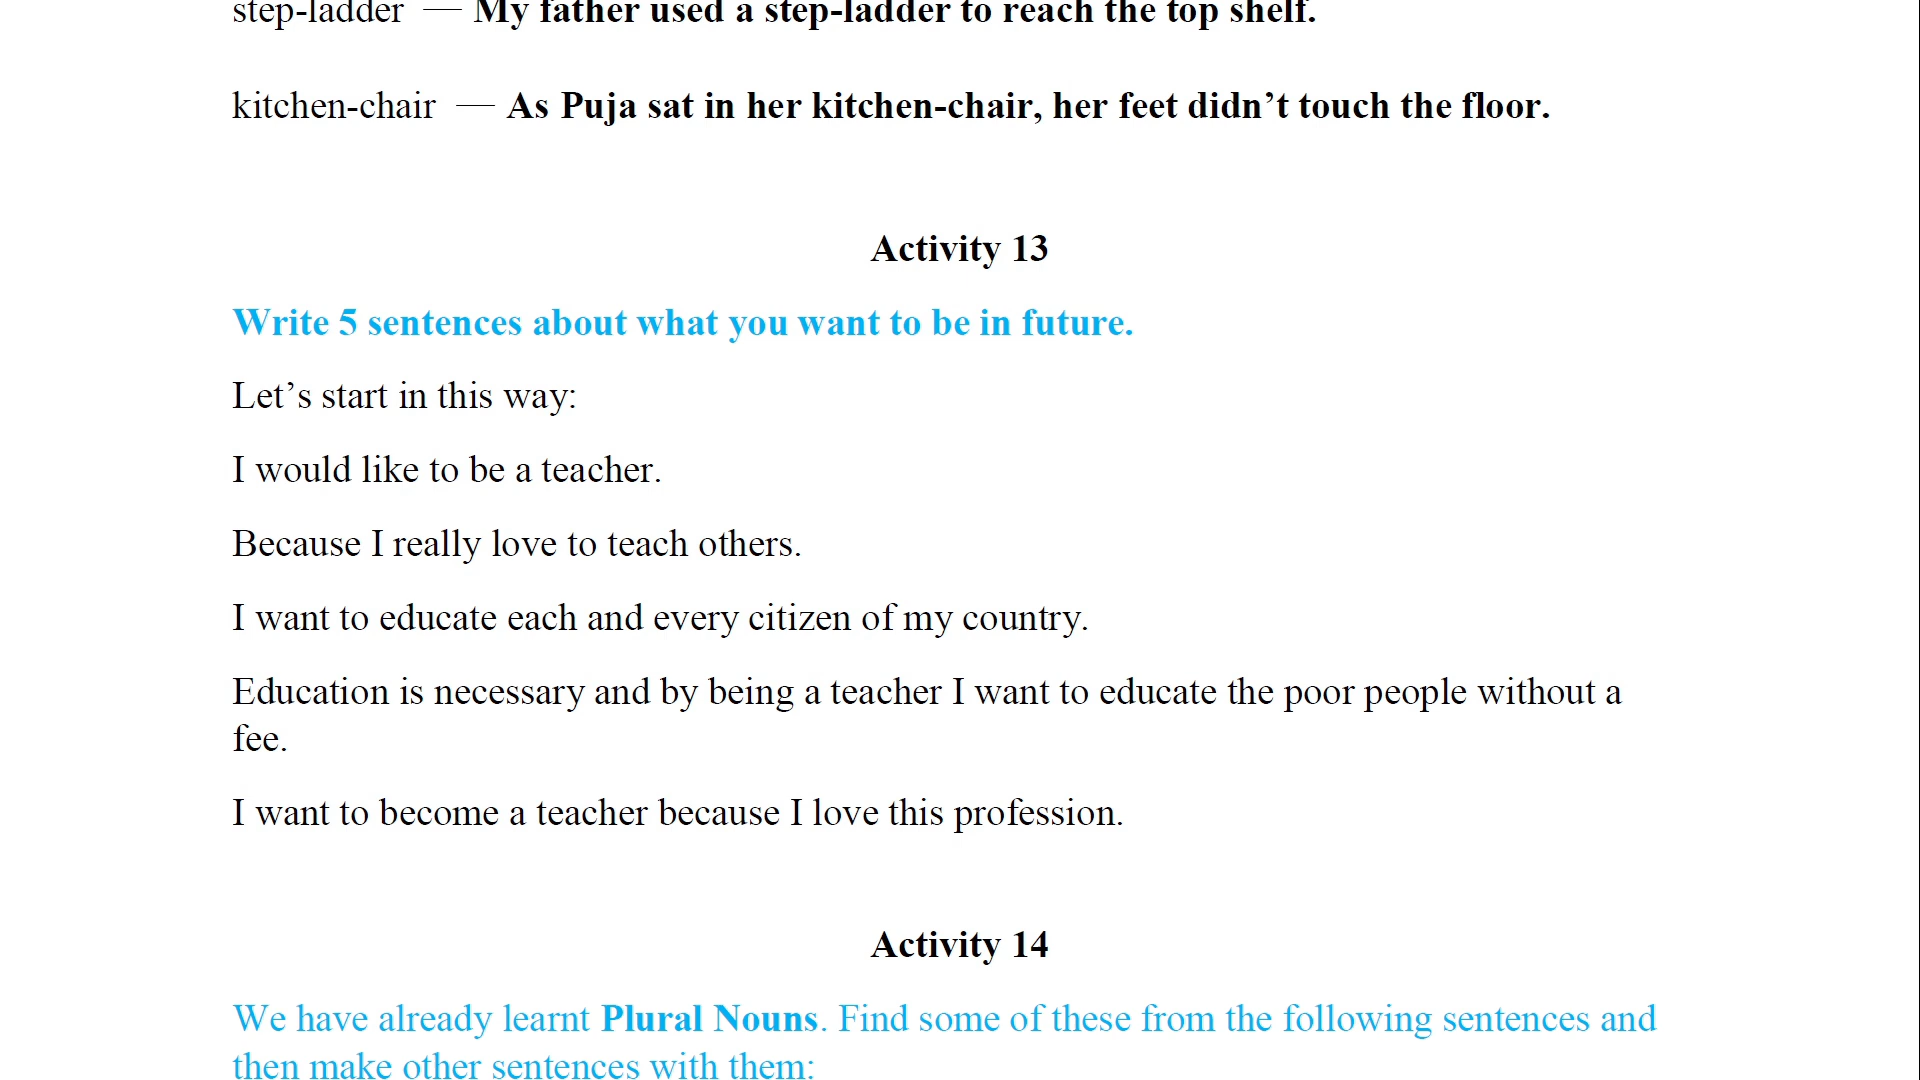 step-ladder — My father used a step-ladder to reach the top shelf.
kitchen-chair — As Puja sat in her kitchen-chair, her feet didn’t touch the floor.
Activity 13
Write 5 sentences about what you want to be in future.
Let’s start in this way:
I would like to be a teacher.
Because I really love to teach others.
I want to educate each and every citizen of my country.
Education is necessary and by being a teacher I want to educate the poor people without a
fee.
I want to become a teacher because I love this profession.
Activity 14
We have already learnt Plural Nouns. Find some of these from the following sentences and
then make other sentences with them: